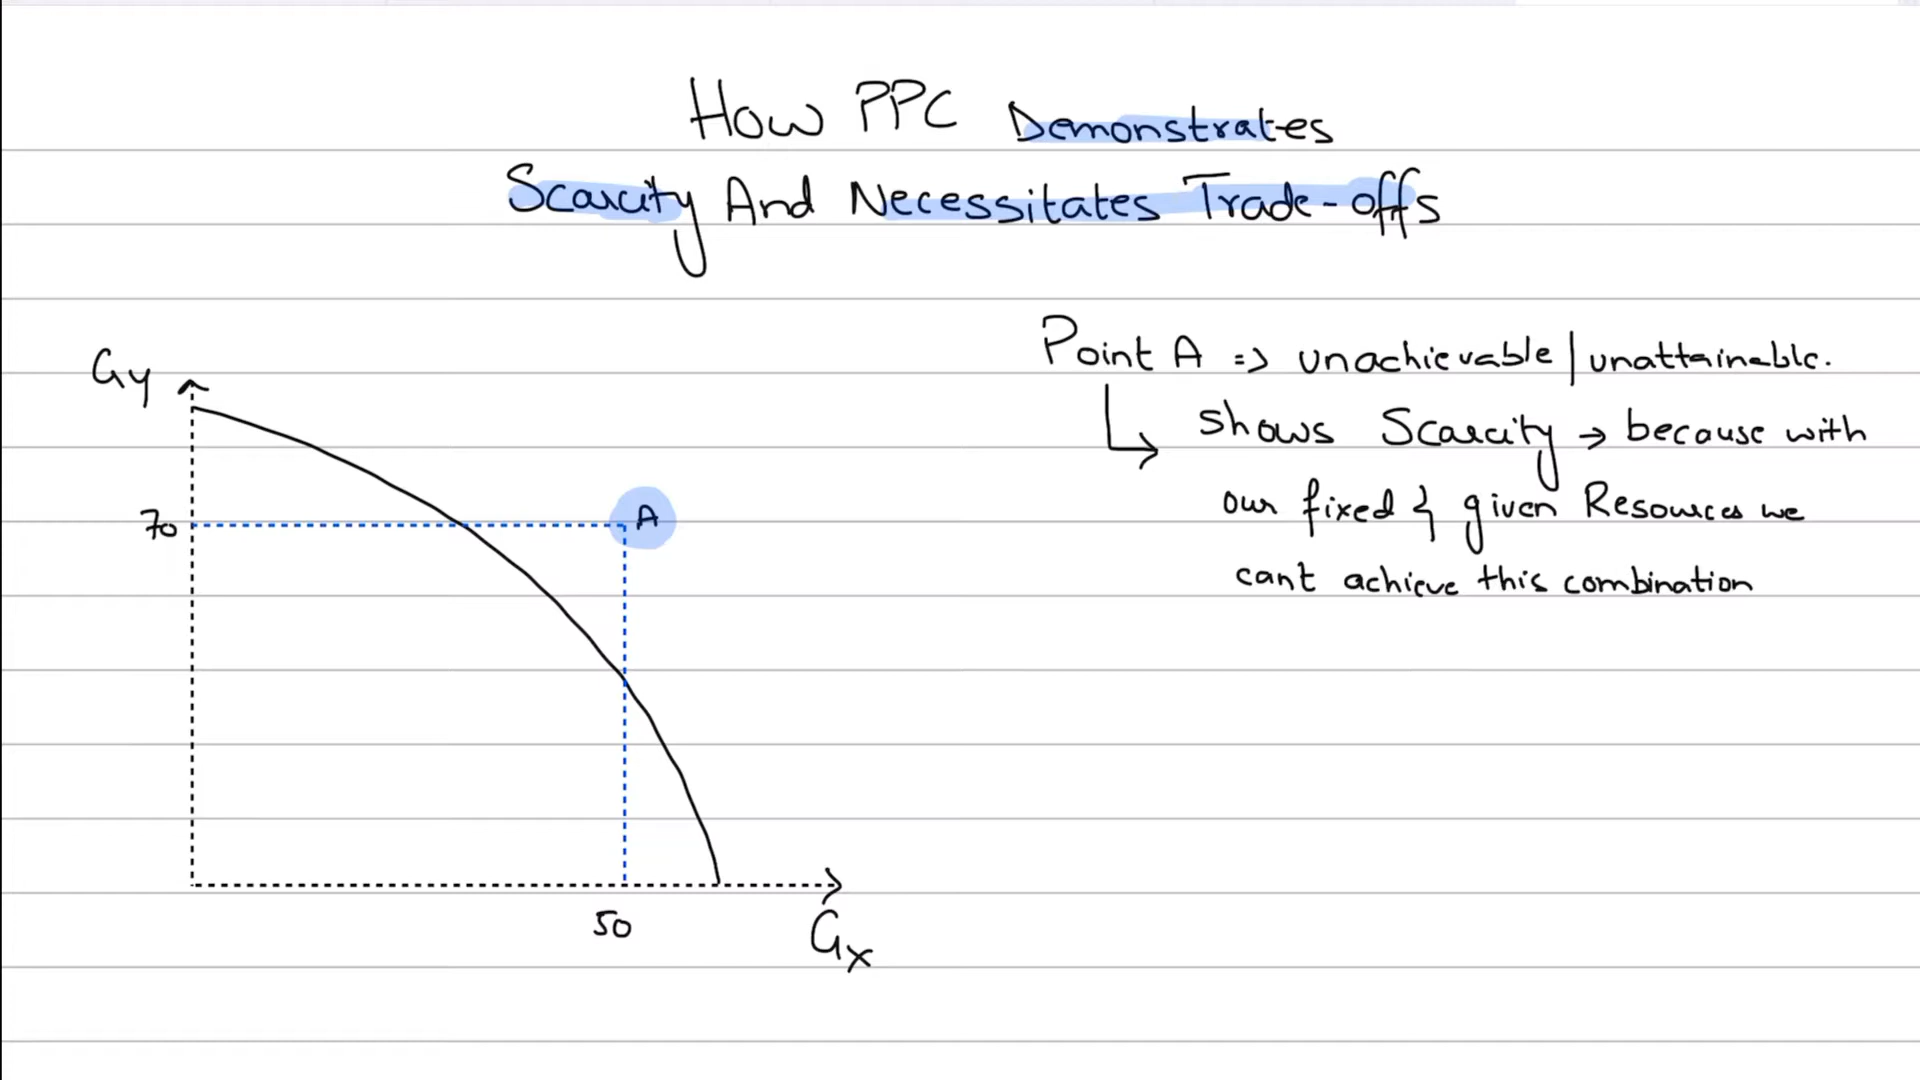 How PPC Demonstrates
Scarcity And Necessitates Trade-offs
Point A => unachievable/unattainable.
shows Scarcity → because with
our fixed & given Resources we
can't achieve this combination
Gy
70
A
50
Gx